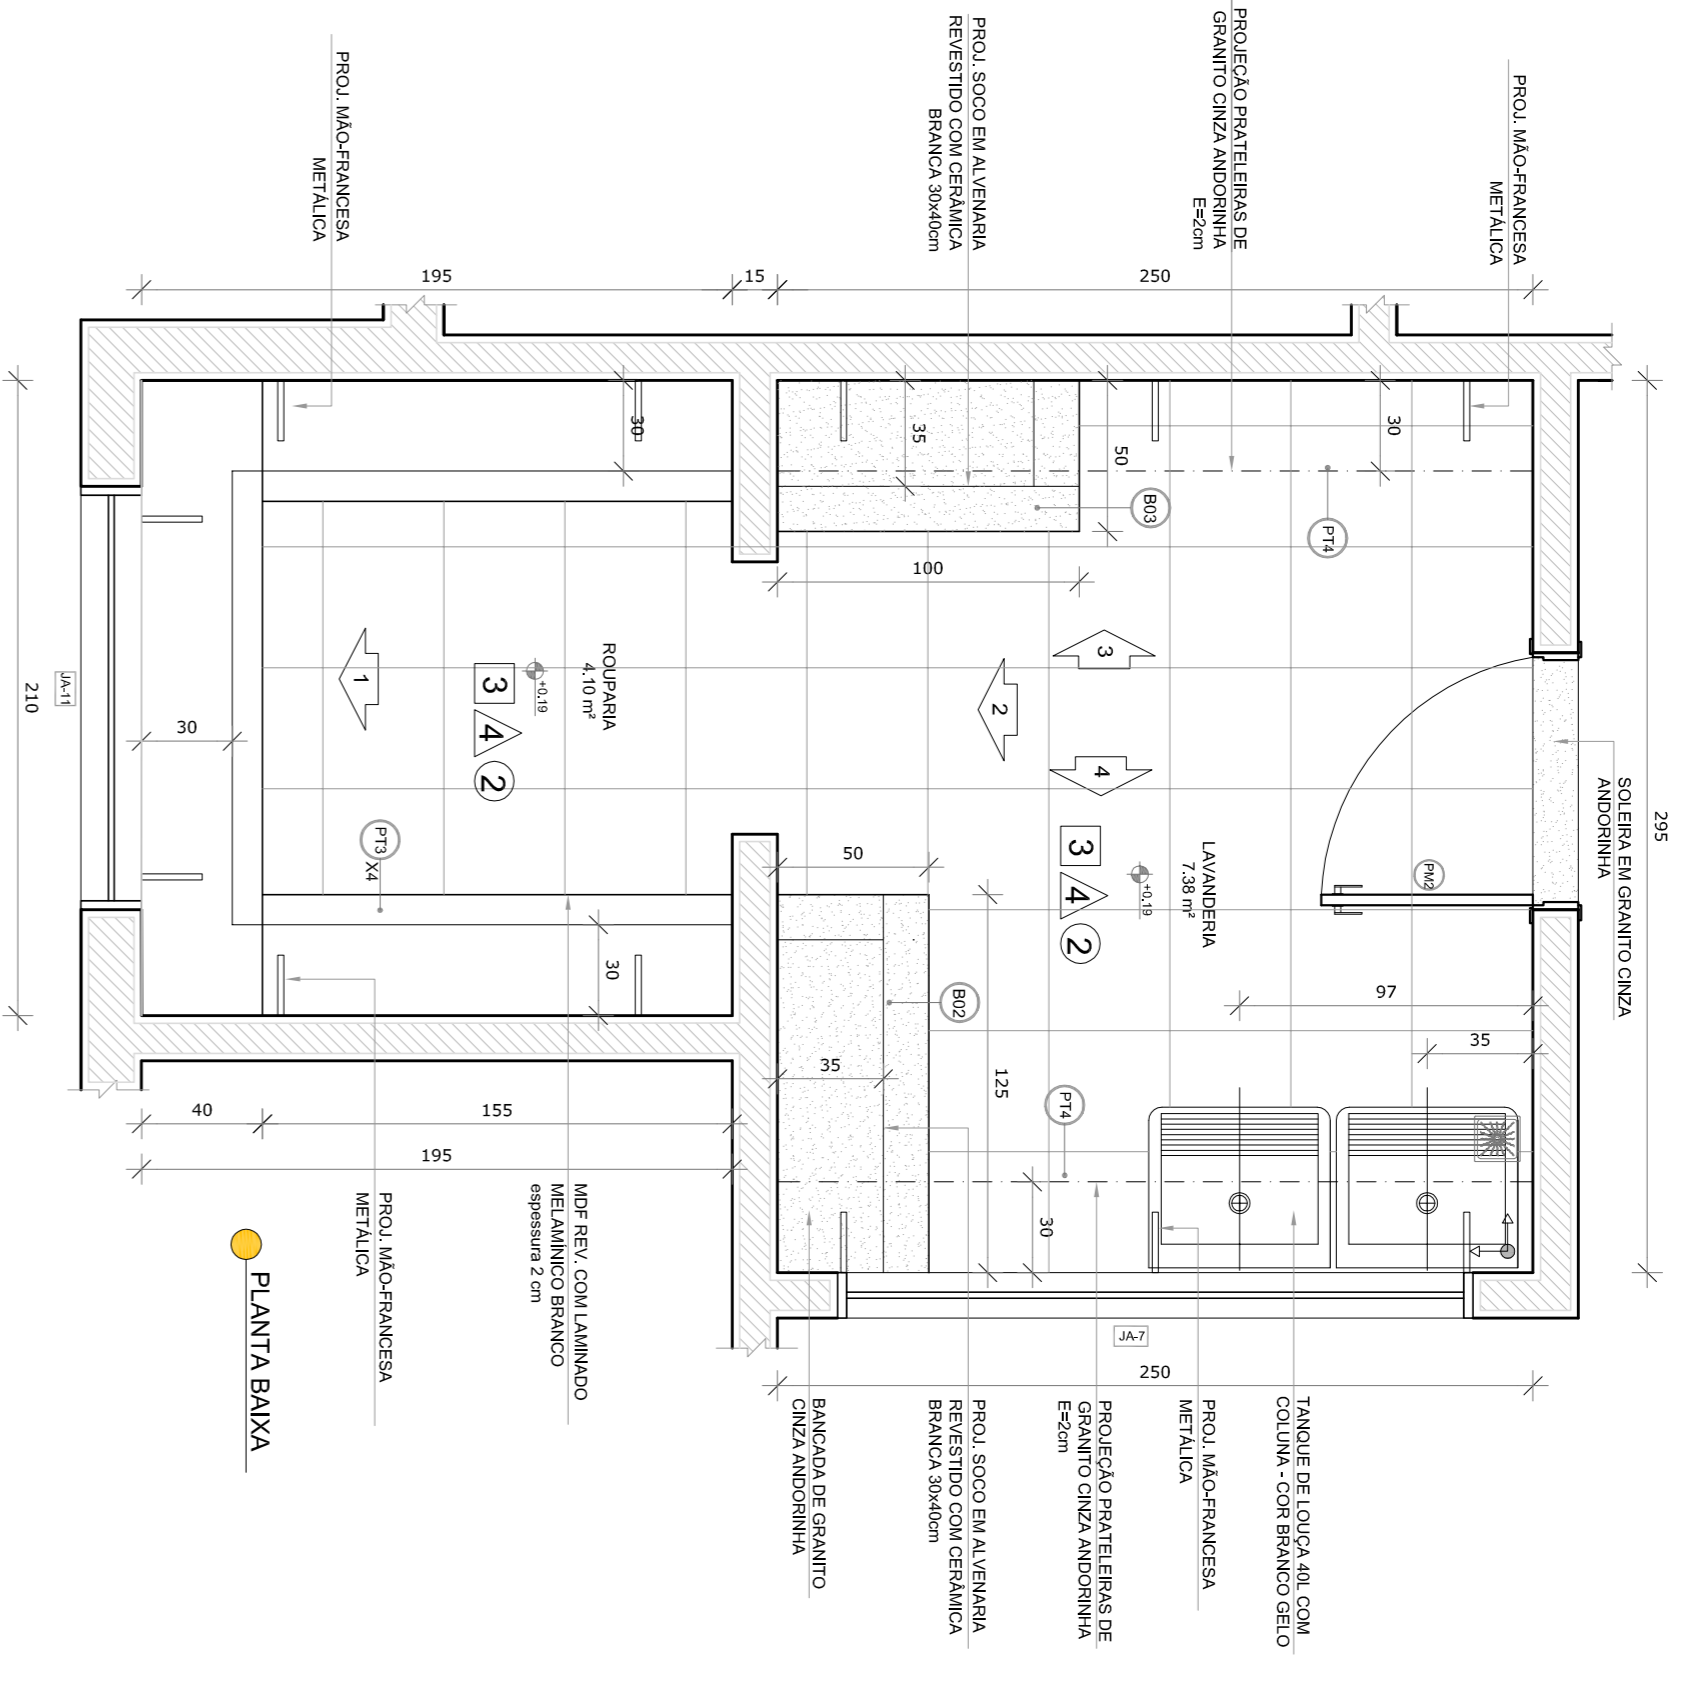 PROJ. MÃO-FRANCESA
METÁLICA
PROJ. SOCO EM ALVENARIA
REVESTIDO COM CERÂMICA
BRANCA 30x40cm
PROJEÇÃO PRATELEIRAS DE
GRANITO CINZA ANDORINHA
E=2cm
PROJ. MÃO-FRANCESA
METÁLICA
195
15
250
30
35
50
30
B03
PT4
100
295
SOLEIRA EM GRANITO CINZA
ANDORINHA
210
JA-11
30
1
ROUPARIA
4.10 m²
+0.19
3
4
2
PT3
X4
30
3
2
4
LAVANDERIA
7.38 m²
+0.19
3
4
2
PM2
50
B02
35
125
97
35
PT4
30
40
155
195
JA-7
250
PLANTA BAIXA
PROJ. MÃO-FRANCESA
METÁLICA
MDF REV. COM LAMINADO
MELAMÍNICO BRANCO
espessura 2 cm
BANCADA DE GRANITO
CINZA ANDORINHA
PROJ. SOCO EM ALVENARIA
REVESTIDO COM CERÂMICA
BRANCA 30x40cm
PROJEÇÃO PRATELEIRAS DE
GRANITO CINZA ANDORINHA
E=2cm
PROJ. MÃO-FRANCESA
METÁLICA
TANQUE DE LOUÇA 40L COM
COLUNA - COR BRANCO GELO